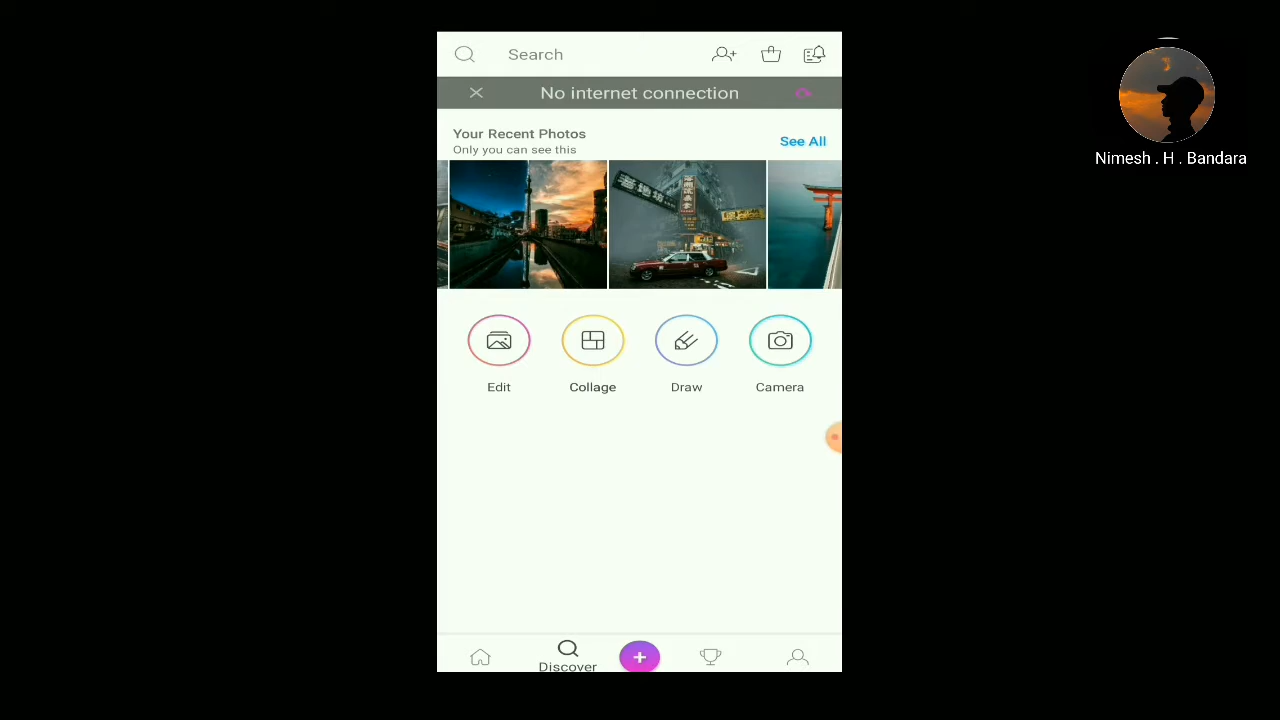 Search
No internet connection
Your Recent Photos
Only you can see this
See All
Edit
Collage
Draw
Camera
Discover
Nimesh . H . Bandara